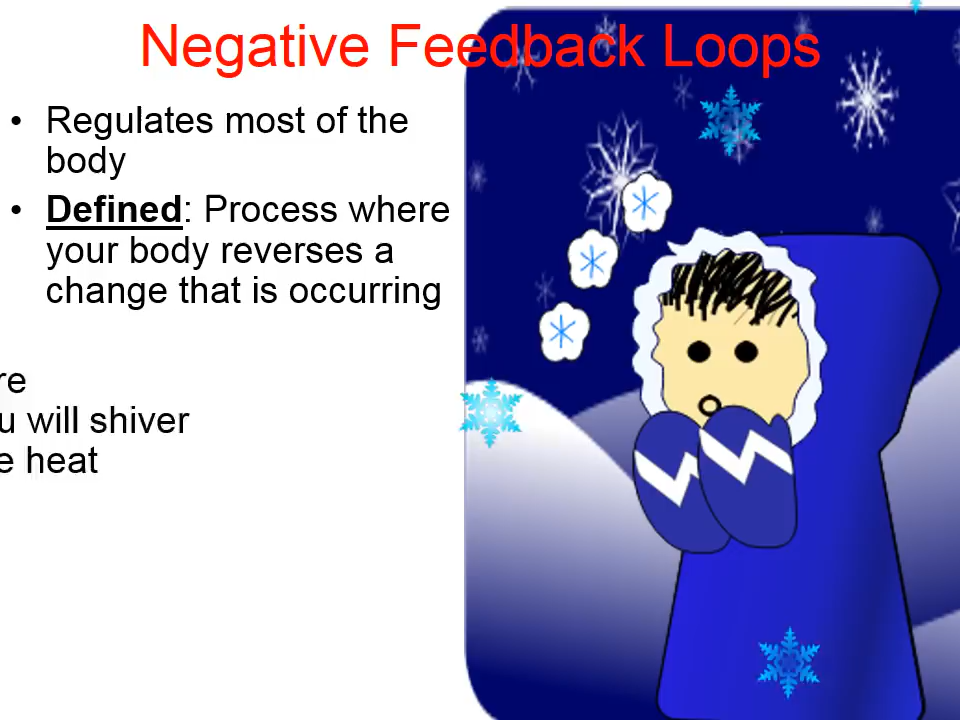 Negative Feedback Loops
• Regulates most of the
body
• Defined: Process where
your body reverses a
change that is occurring
re
u will shiver
e heat